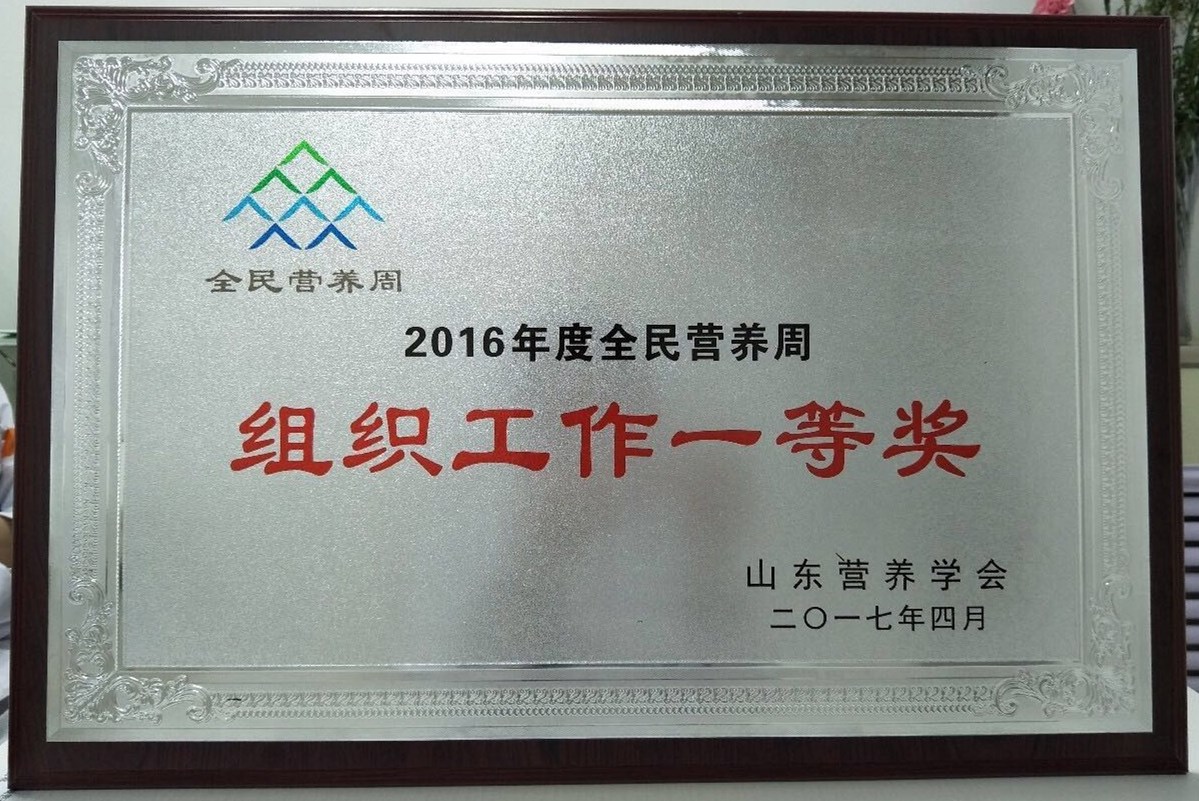 全民营养周
2016年度全民营养周
组织工作一等奖
山东营养学会
二〇一七年四月